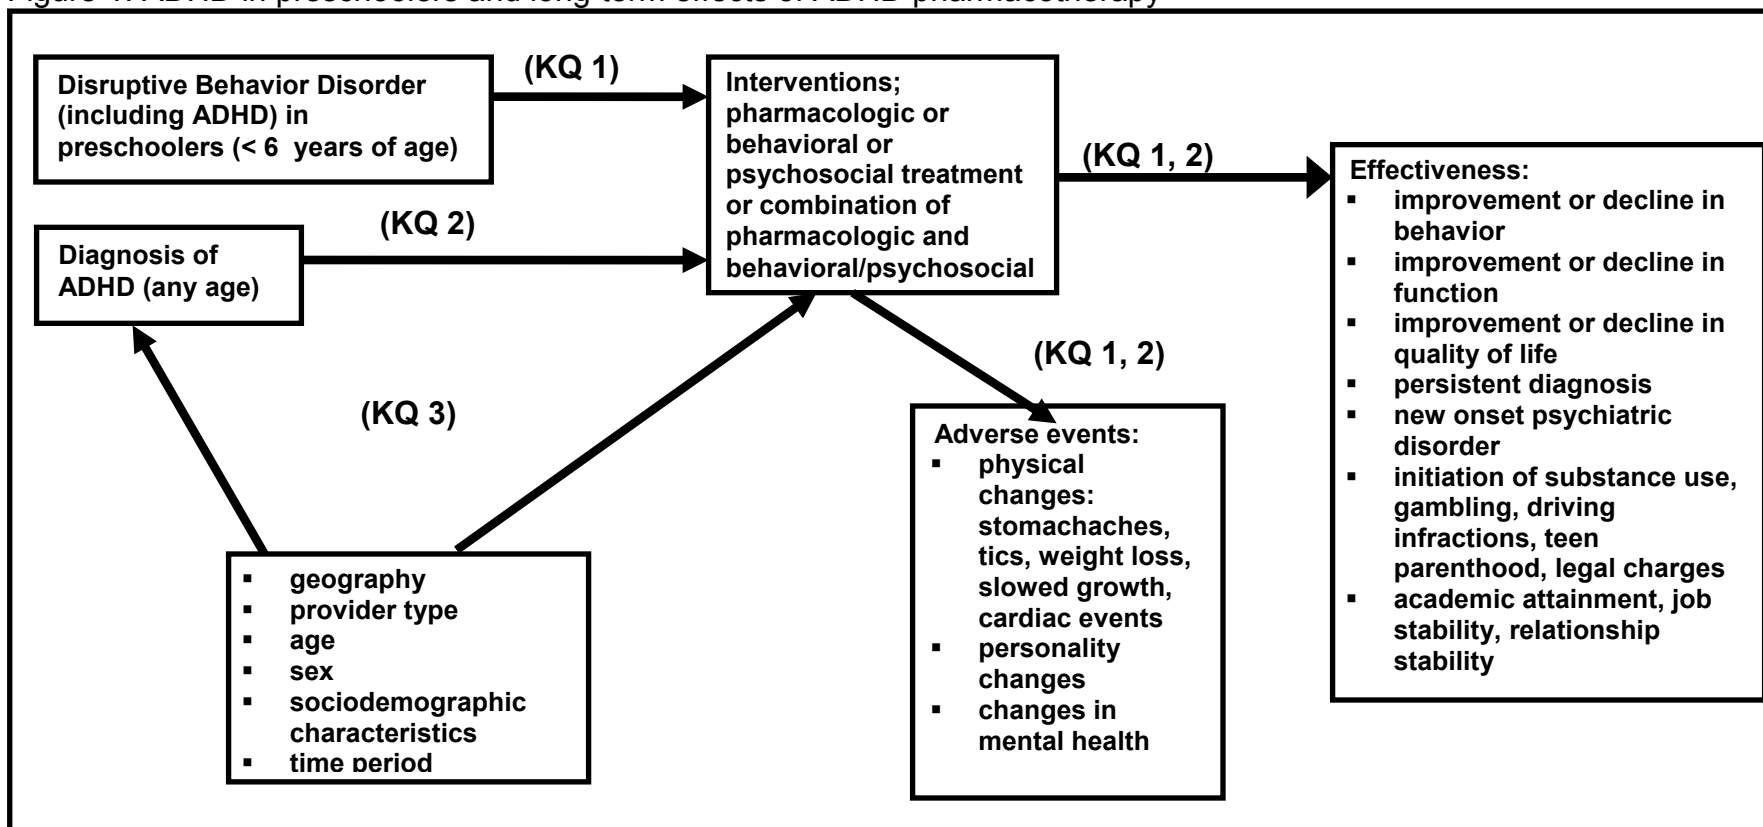 Figure 1. ADHD in preschoolers and long term effects of ADHD pharmacotherapy
Disruptive Behavior Disorder
(including ADHD) in
preschoolers (< 6 years of age)
(KQ 1)
Interventions;
pharmacologic or
behavioral or
psychosocial treatment
or combination of
pharmacologic and
behavioral/psychosocial
Diagnosis of
ADHD (any age)
(KQ 2)
(KQ 1, 2)
Effectiveness:
▪ improvement or decline in
behavior
▪ improvement or decline in
function
▪ improvement or decline in
quality of life
▪ persistent diagnosis
▪ new onset psychiatric
disorder
▪ initiation of substance use,
gambling, driving
infractions, teen
parenthood, legal charges
▪ academic attainment, job
stability, relationship
stability
(KQ 3)
(KQ 1, 2)
Adverse events:
▪ physical
changes:
stomachaches,
tics, weight loss,
slowed growth,
cardiac events
▪ personality
changes
▪ changes in
mental health
▪ geography
▪ provider type
▪ age
▪ sex
▪ sociodemographic
characteristics
▪ time period